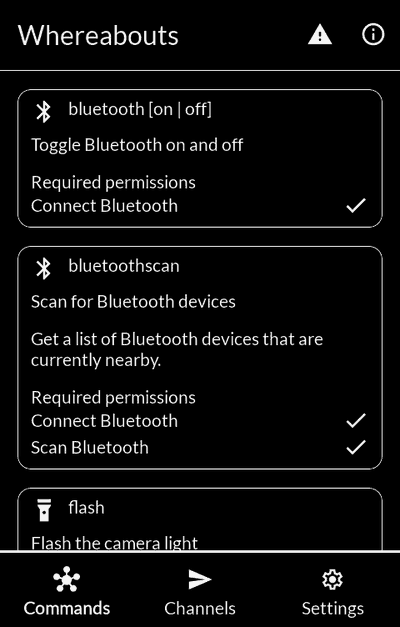 Whereabouts
bluetooth [on | off]
Toggle Bluetooth on and off
Required permissions
Connect Bluetooth
bluetoothscan
Scan for Bluetooth devices
Get a list of Bluetooth devices that are
currently nearby.
Required permissions
Connect Bluetooth
Scan Bluetooth
flash
Flash the camera light
Commands
Channels
Settings